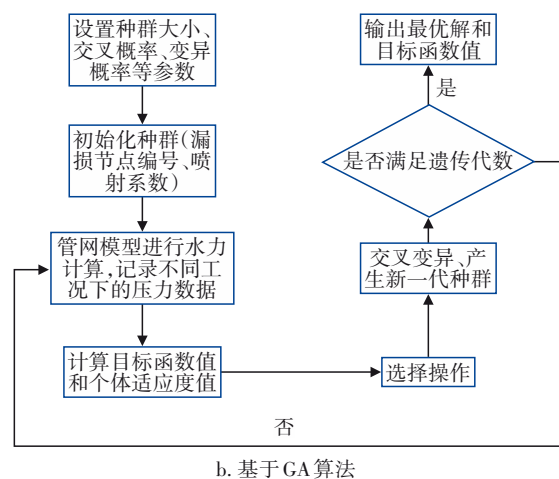 设置种群大小、
交叉概率、变异
概率等参数
初始化种群(漏
损节点编号、喷
射系数)
管网模型进行水力
计算,记录不同工
况下的压力数据
计算目标函数值
和个体适应度值
选择操作
交叉变异、产
生新一代种群
是否满足遗传代数
是
输出最优解和
目标函数值
否
b. 基于GA算法